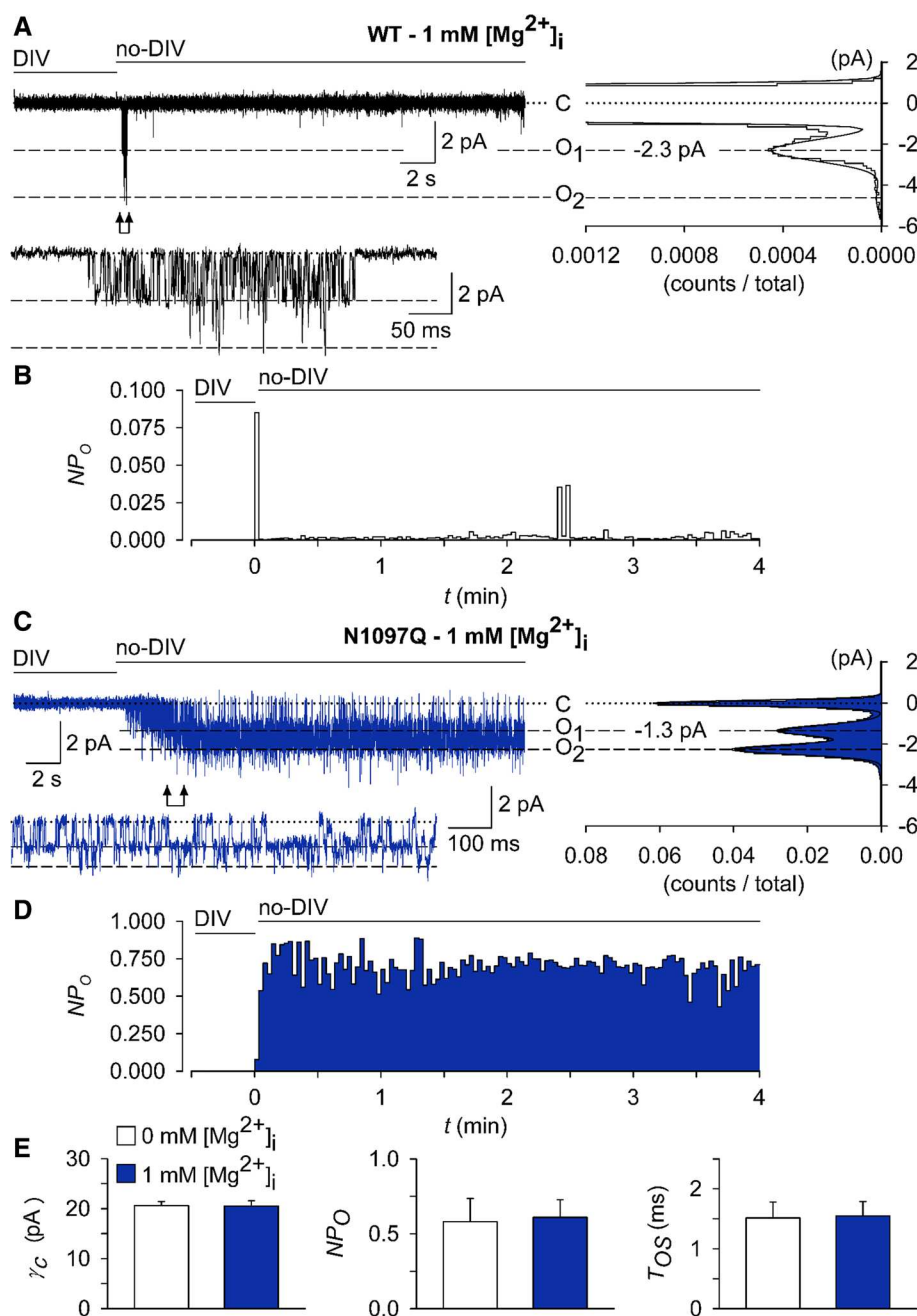 A
WT - 1 mM [Mg2+]i
DIV
no-DIV
(pA)
2
C
0
2 pA
2 s
O1
-2.3 pA
-2
O2
-4
-6
0.0012 0.0008 0.0004 0.0000
(counts / total)
2 pA
50 ms
B
DIV
no-DIV
0.100
0.075
0.050
0.025
0.000
NPO
0 1 2 3 4
t (min)
C
N1097Q - 1 mM [Mg2+]i
DIV
no-DIV
(pA)
2
C
0
O1
-1.3 pA
O2
-2
2 pA
2 s
-4
-6
2 pA
100 ms
0.08 0.06 0.04 0.02 0.00
(counts / total)
D
DIV
no-DIV
1.000
0.750
0.500
0.250
0.000
NPO
0 1 2 3 4
t (min)
E
0 mM [Mg2+]i
1 mM [Mg2+]i
30
20
10
0
γc (pA)
1.0
0.5
0.0
NPO
2
1
0
TOS (ms)